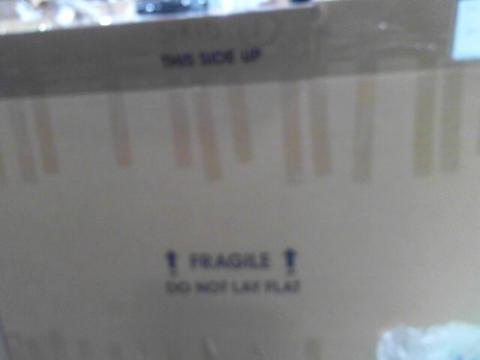 THIS SIDE UP
FRAGILE
DO NOT LAY FLAT